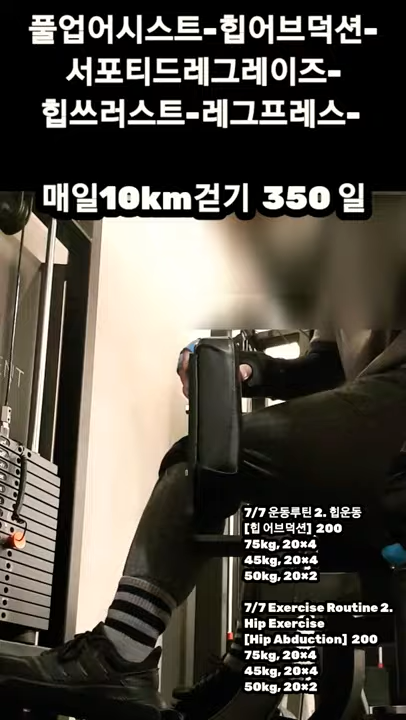 풀업어시스트-힙어브덕션-
서포티드레그레이즈-
힙쓰러스트-레그프레스-
매일10km걷기 350 일
ENT
7/7 운동루틴 2. 힙운동
[힙 어브덕션] 200
75kg, 20×4
45kg, 20×4
50kg, 20×2
7/7 Exercise Routine 2.
Hip Exercise
[Hip Abduction] 200
75kg, 20×4
45kg, 20×4
50kg, 20×2